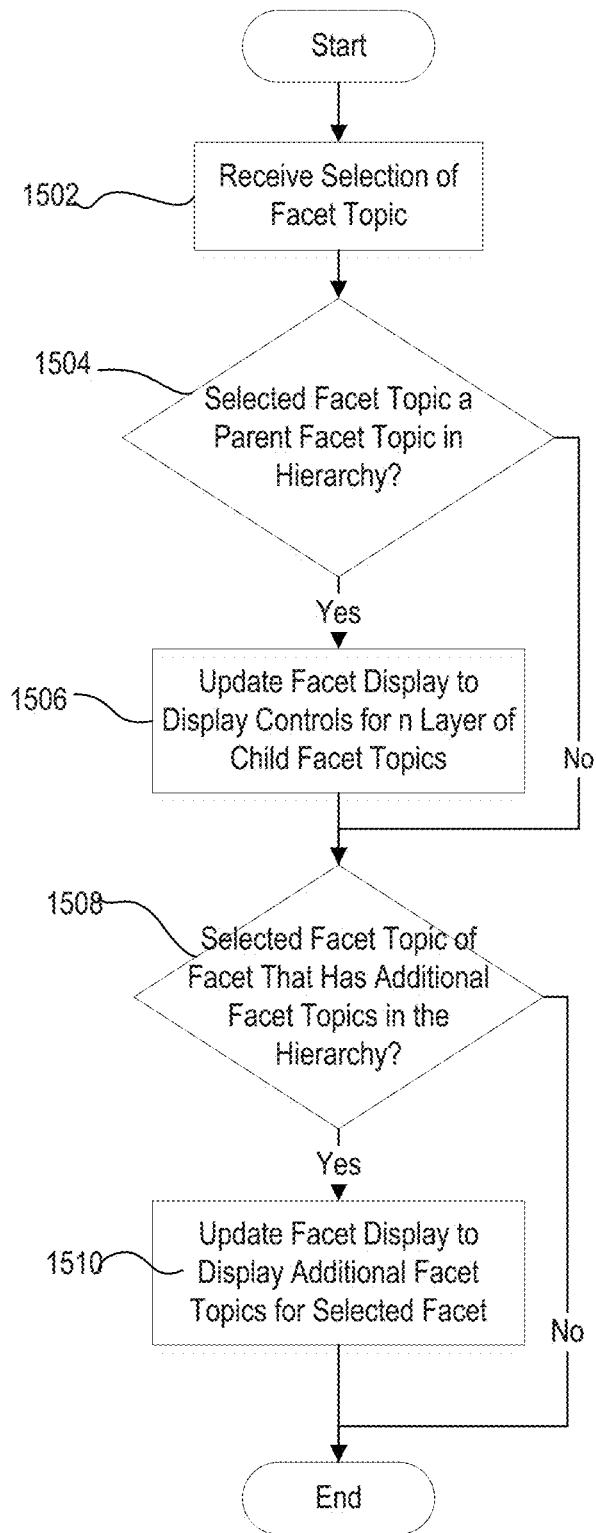 Start
1502
Receive Selection of
Facet Topic
1504
Selected Facet Topic a
Parent Facet Topic in
Hierarchy?
Yes
1506
Update Facet Display to
Display Controls for n Layer of
Child Facet Topics
No
1508
Selected Facet Topic of
Facet That Has Additional
Facet Topics in the
Hierarchy?
Yes
1510
Update Facet Display to
Display Additional Facet
Topics for Selected Facet
No
End